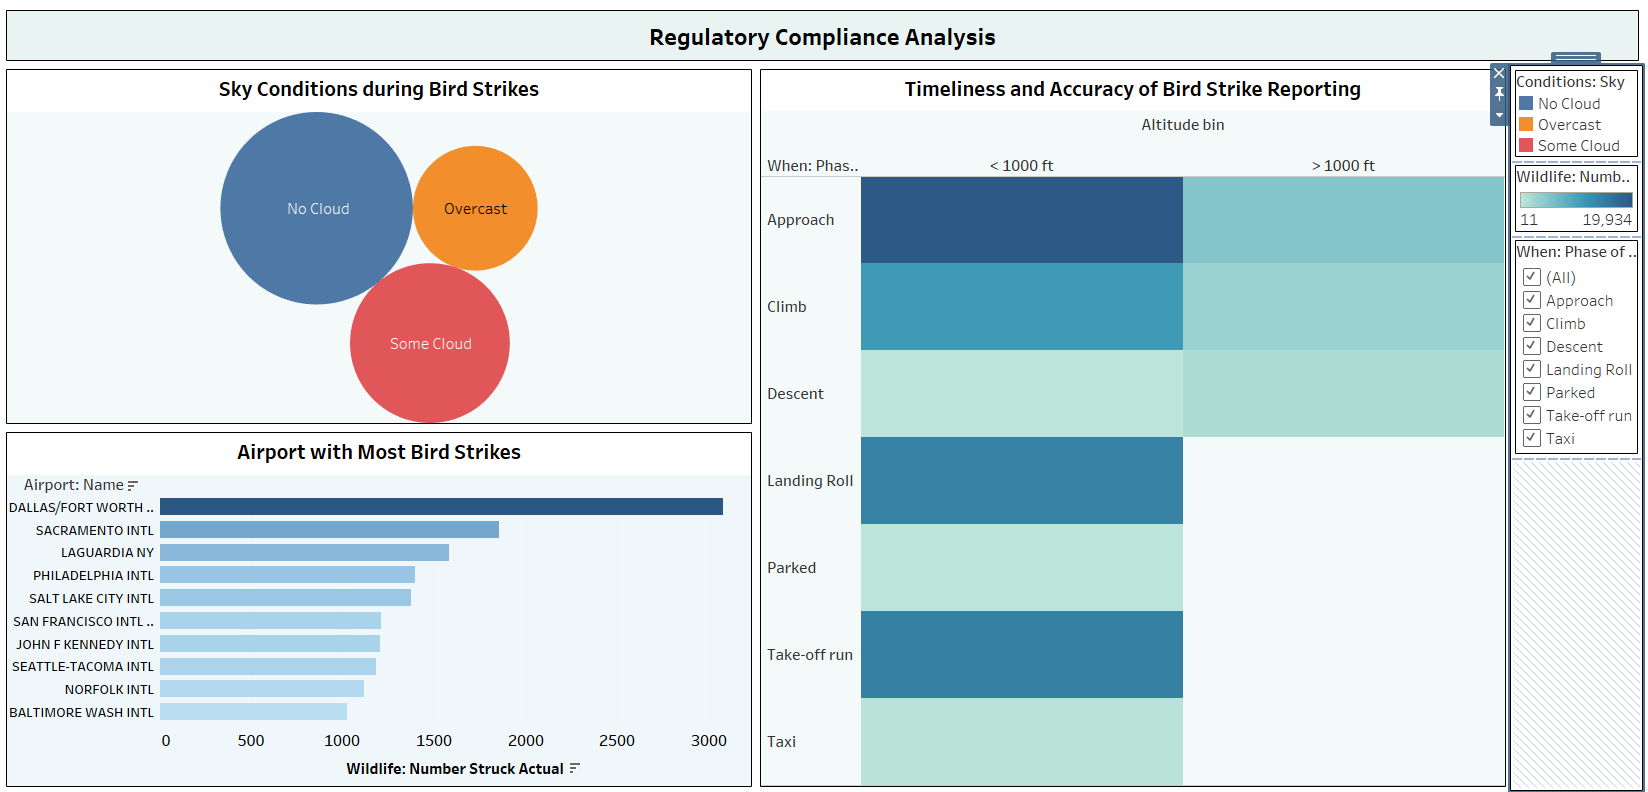 Regulatory Compliance Analysis
Sky Conditions during Bird Strikes
No Cloud
Overcast
Some Cloud
Airport with Most Bird Strikes
Airport: Name
DALLAS/FORT WORTH ..
SACRAMENTO INTL
LAGUARDIA NY
PHILADELPHIA INTL
SALT LAKE CITY INTL
SAN FRANCISCO INTL ..
JOHN F KENNEDY INTL
SEATTLE-TACOMA INTL
NORFOLK INTL
BALTIMORE WASH INTL
0 500 1000 1500 2000 2500 3000
Wildlife: Number Struck Actual
Timeliness and Accuracy of Bird Strike Reporting
Altitude bin
When: Phas.. < 1000 ft > 1000 ft
Approach
Climb
Descent
Landing Roll
Parked
Take-off run
Taxi
Conditions: Sky
No Cloud
Overcast
Some Cloud
Wildlife: Numb..
11 19,934
When: Phase of ..
(All)
Approach
Climb
Descent
Landing Roll
Parked
Take-off run
Taxi